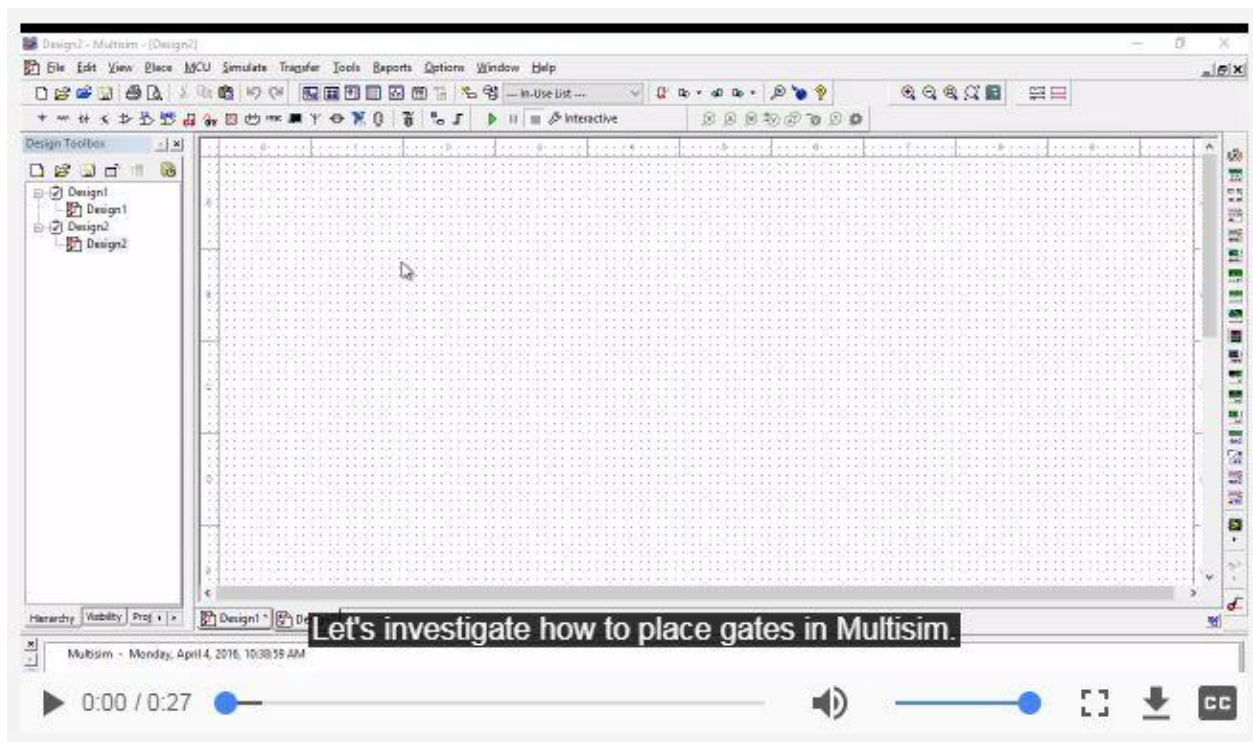 Design2 - Multisim - [Design2]
File Edit View Place MCU Simulate Transfer Tools Reports Options Window Help
--- In-Use List ---
Interactive
Design Toolbox
Design1
Design1
Design2
Design2
Hierarchy Visibility Proj
Design1 *
Let's investigate how to place gates in Multisim.
Multisim - Monday, April 4, 2016, 10:38:59 AM
0:00 / 0:27
CC